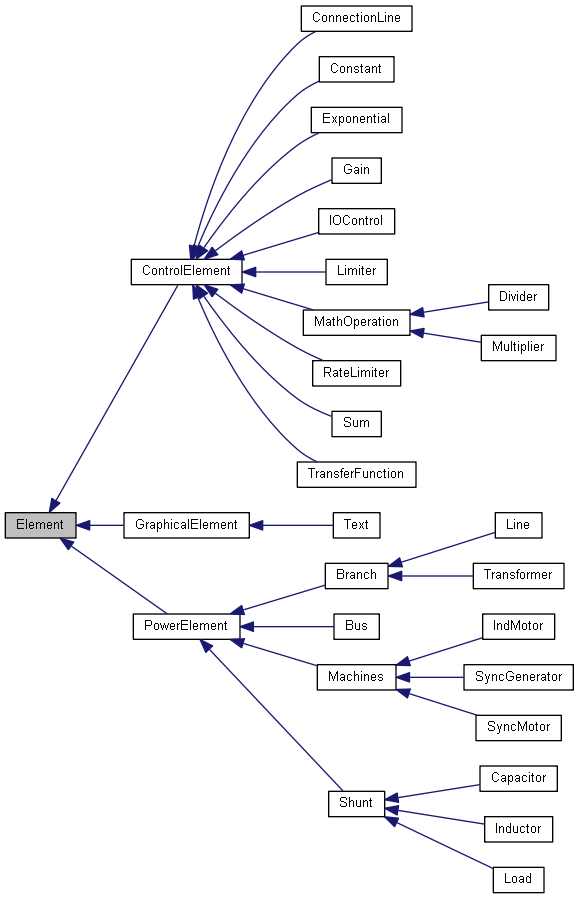 ConnectionLine
Constant
Exponential
Gain
IOControl
ControlElement
Limiter
Divider
MathOperation
Multiplier
RateLimiter
Sum
TransferFunction
Element
GraphicalElement
Text
Line
Branch
Transformer
PowerElement
Bus
IndMotor
Machines
SyncGenerator
SyncMotor
Capacitor
Shunt
Inductor
Load